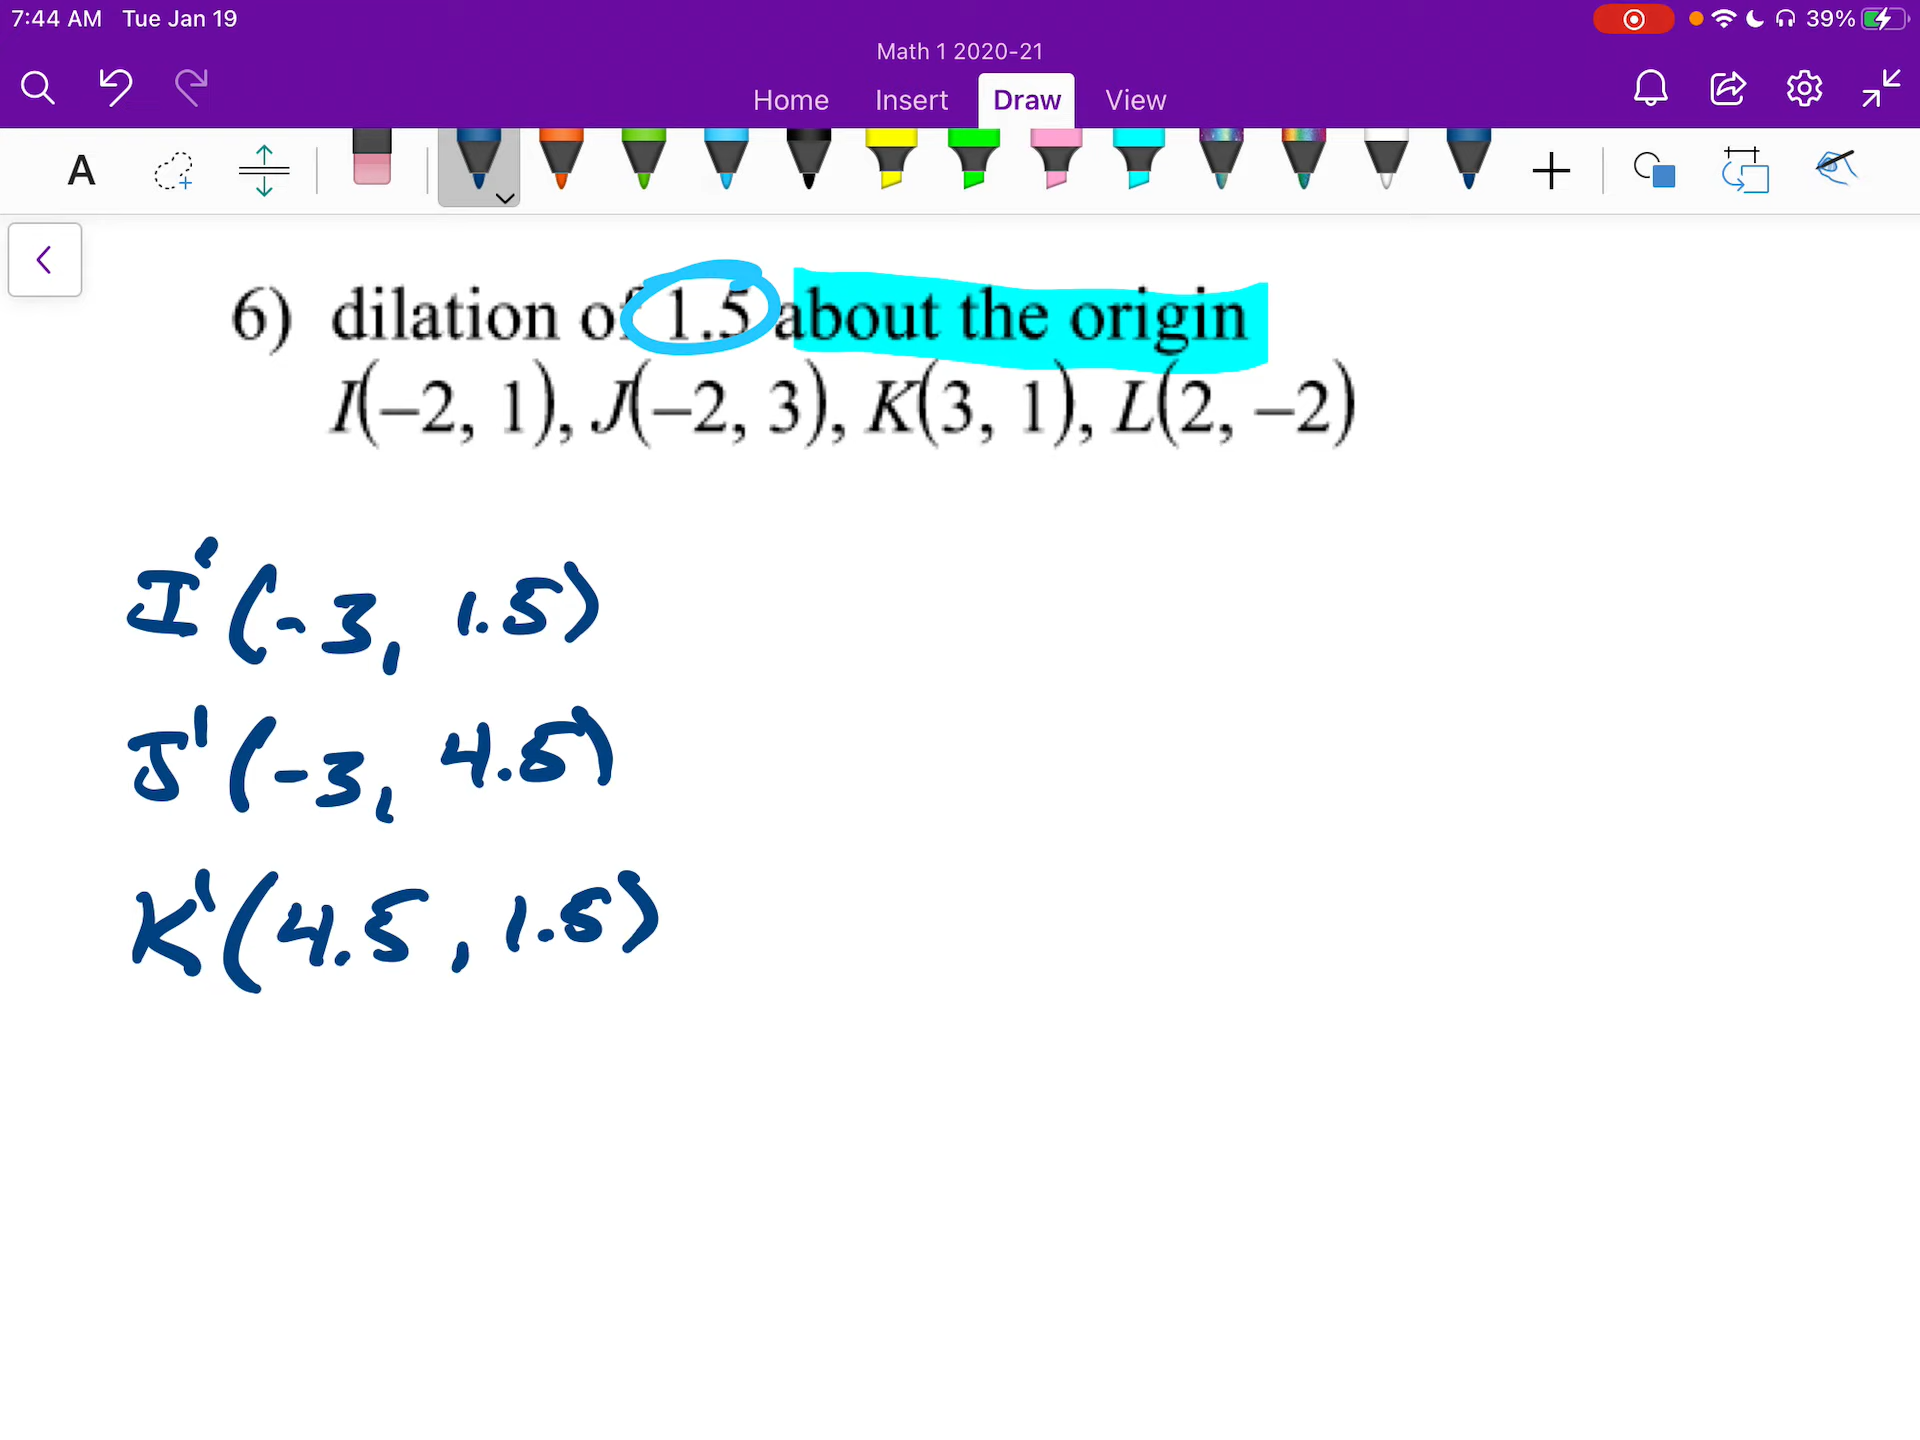 7:44 AM Tue Jan 19
39%
Math 1 2020-21
Home Insert Draw View
A
6) dilation of 1.5 about the origin
I(–2, 1), J(–2, 3), K(3, 1), L(2, –2)
I'(-3, 1.5)
J'(-3, 4.5)
K'(4.5, 1.5)